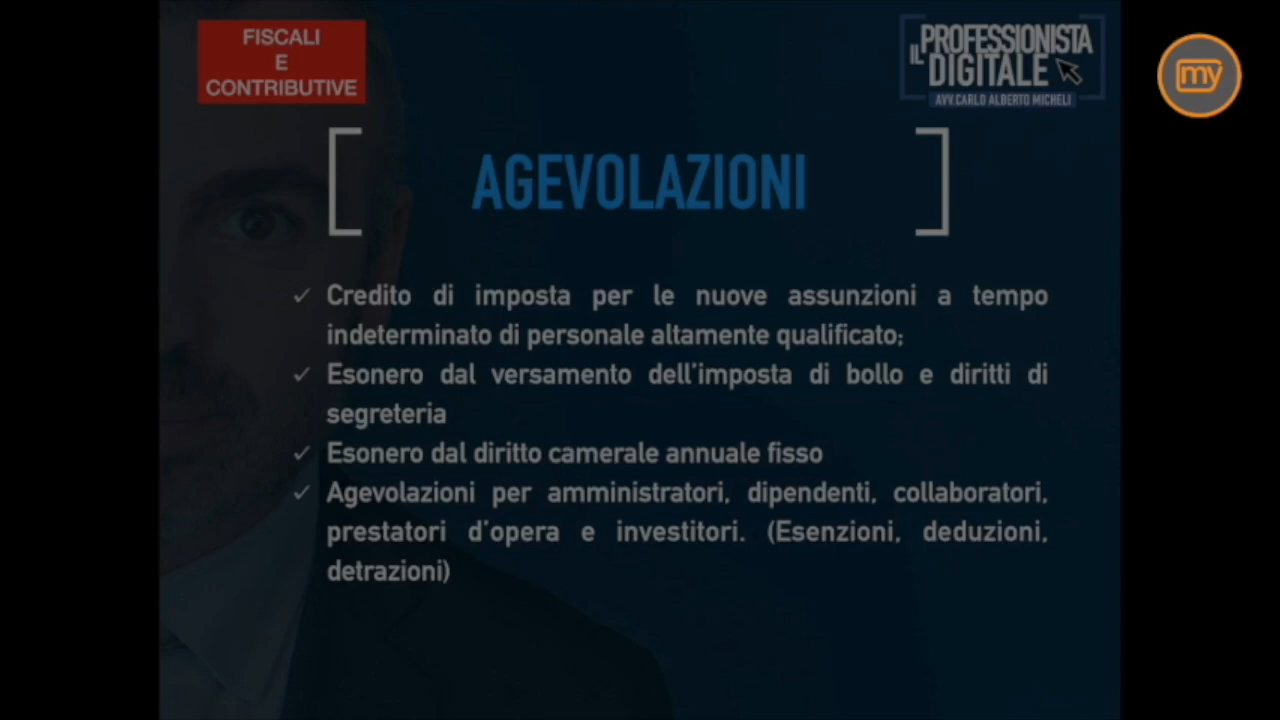 FISCALI
E
CONTRIBUTIVE
IL PROFESSIONISTA
DIGITALE
AVV.CARLO ALBERTO MICHELI
my
AGEVOLAZIONI
✓ Credito di imposta per le nuove assunzioni a tempo
indeterminato di personale altamente qualificato;
✓ Esonero dal versamento dell'imposta di bollo e diritti di
segreteria
✓ Esonero dal diritto camerale annuale fisso
✓ Agevolazioni per amministratori, dipendenti, collaboratori,
prestatori d'opera e investitori. (Esenzioni, deduzioni,
detrazioni)